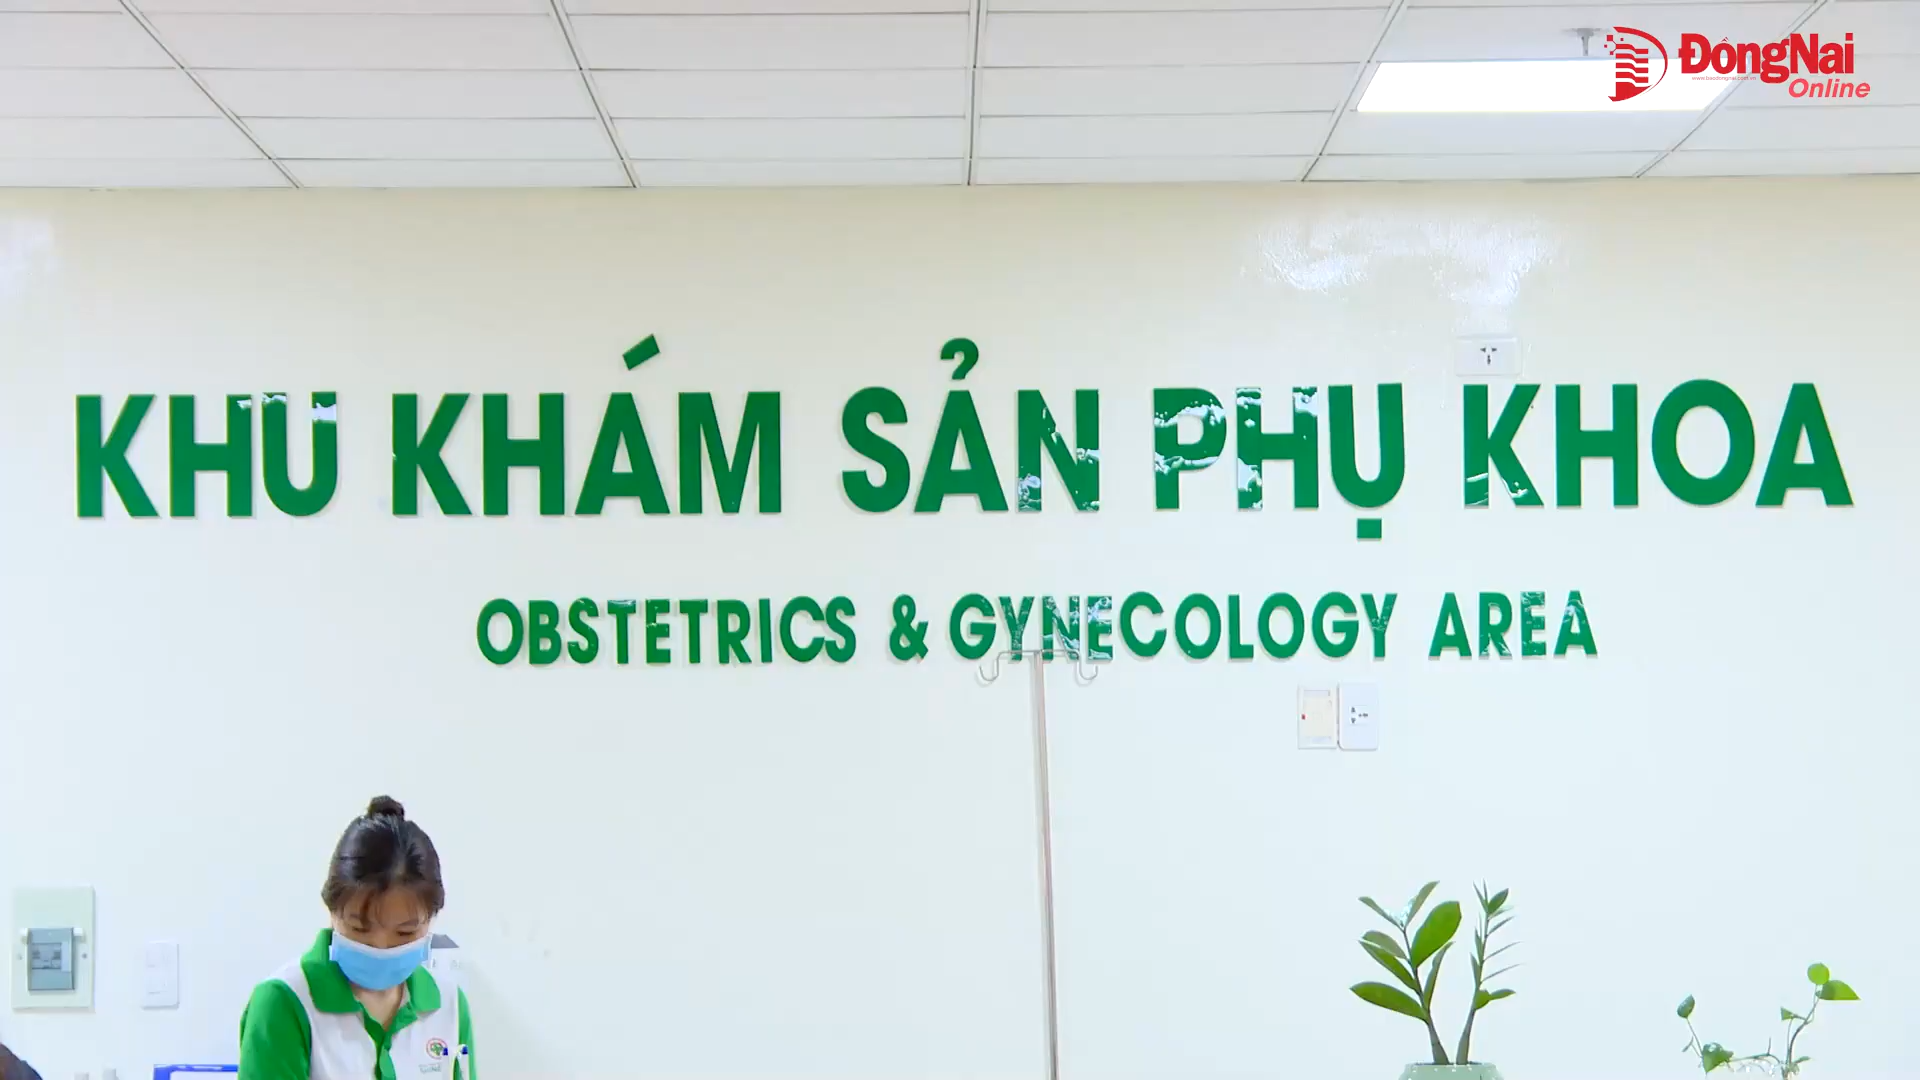 ĐồngNai
Online
KHU KHÁM SẢN PHỤ KHOA
OBSTETRICS & GYNECOLOGY AREA